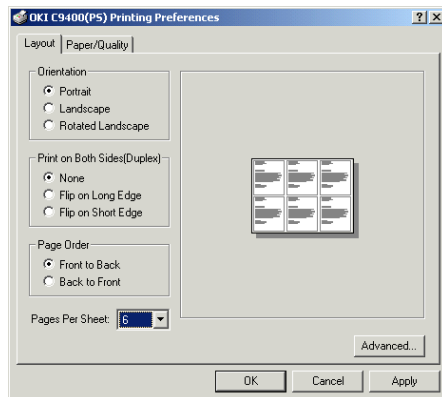 OKI C9400(PS) Printing Preferences
Layout Paper/Quality
Orientation
Portrait
Landscape
Rotated Landscape
Print on Both Sides(Duplex)
None
Flip on Long Edge
Flip on Short Edge
Page Order
Front to Back
Back to Front
Pages Per Sheet: 6
Advanced...
OK Cancel Apply